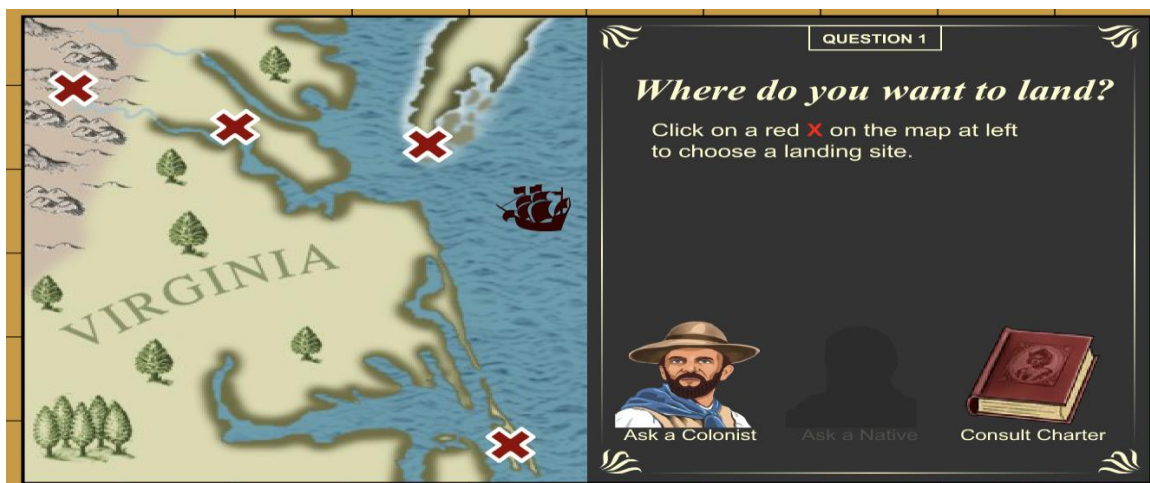 VIRGINIA
QUESTION 1
Where do you want to land?
Click on a red X on the map at left
to choose a landing site.
Ask a Colonist
Ask a Native
Consult Charter